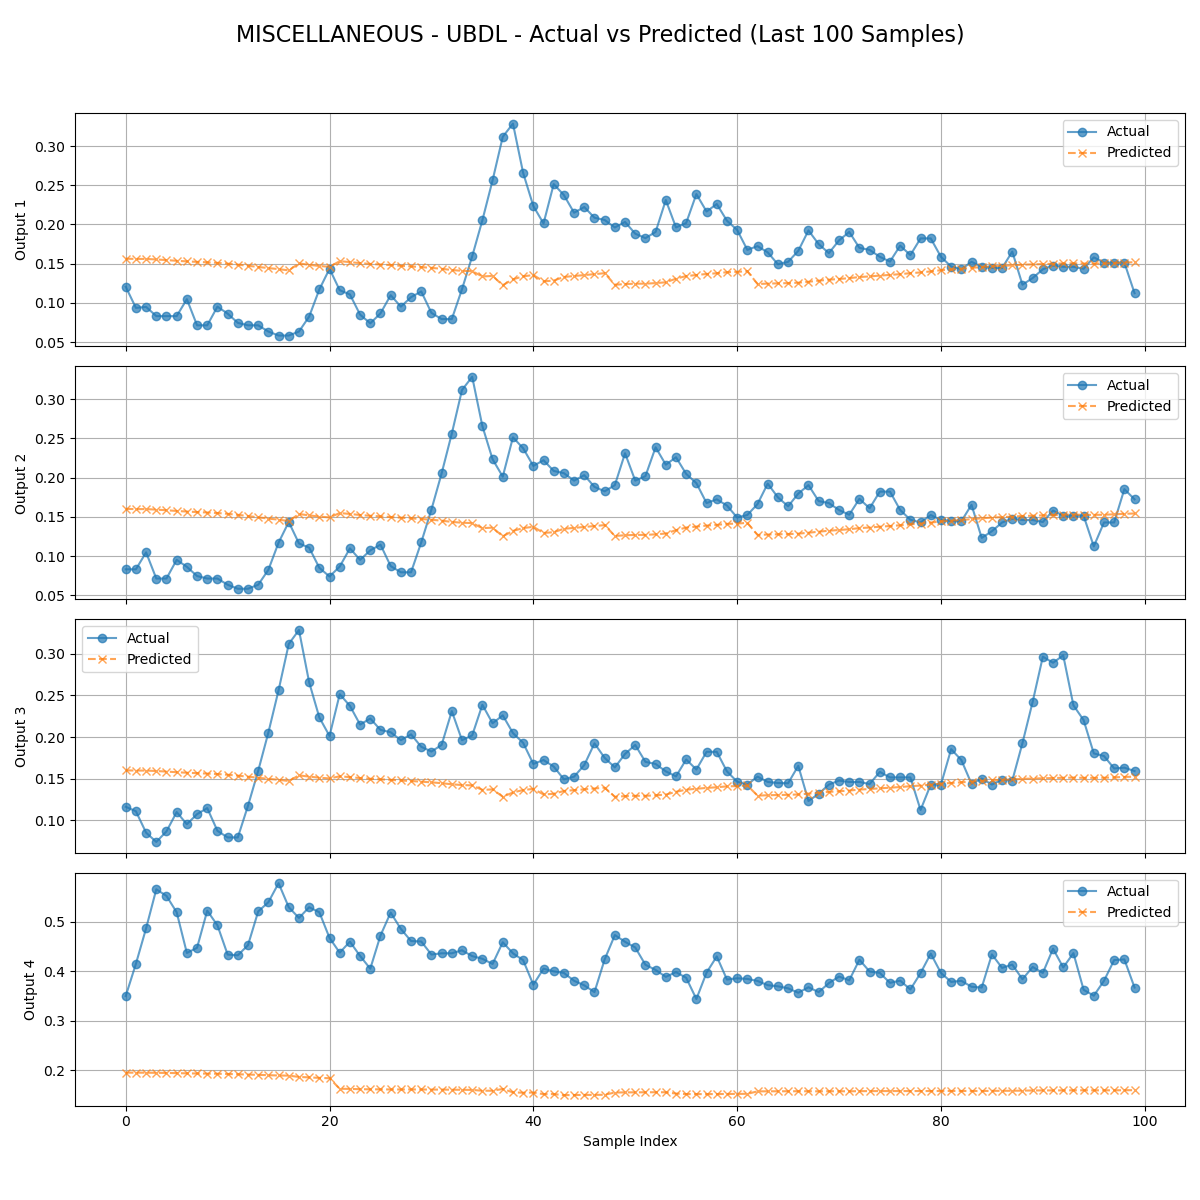 MISCELLANEOUS - UBDL - Actual vs Predicted (Last 100 Samples)
Output 1
0.30
0.25
0.20
0.15
0.10
0.05
Actual
Predicted
Output 2
0.30
0.25
0.20
0.15
0.10
0.05
Actual
Predicted
Output 3
0.30
0.25
0.20
0.15
0.10
Actual
Predicted
Output 4
0.5
0.4
0.3
0.2
Actual
Predicted
0 20 40 60 80 100
Sample Index